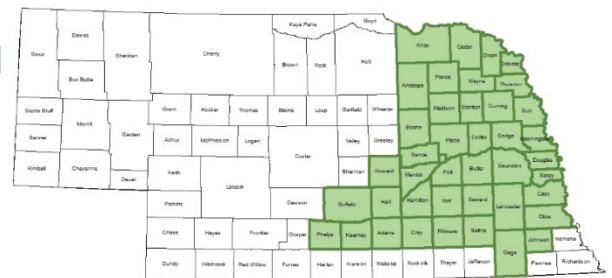 Keya Paha Boyd
Sioux Dawes Sheridan Cherry Knox Cedar Dixon Dakota
Box Butte Brown Rock Holt
Antelope Pierce Wayne Thurston
Scotts Bluff Morrill Garden Grant Hooker Thomas Blaine Loup Garfield Wheeler Madison Stanton Cuming Burt
Banner Arthur McPherson Logan Custer Valley Greeley Boone Platte Colfax Dodge Washington
Kimball Cheyenne Deuel Keith Lincoln Sherman Howard Nance Merrick Polk Butler Saunders Douglas
Sarpy
Perkins Dawson Buffalo Hall Hamilton York Seward Lancaster Cass
Otoe
Chase Hayes Frontier Gosper Phelps Kearney Adams Clay Fillmore Saline Gage Johnson Nemaha
Dundy Hitchcock Red Willow Furnas Harlan Franklin Webster Nuckolls Thayer Jefferson Pawnee Richardson